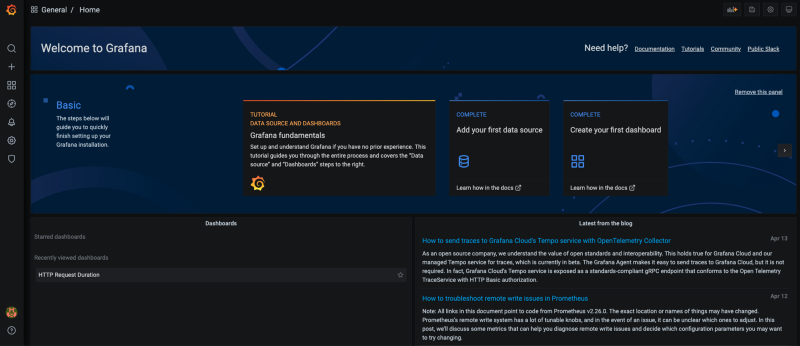 General / Home
Welcome to Grafana
Need help? Documentation Tutorials Community Public Slack
Remove this panel
Basic
The steps below
will guide you to quickly
finish setting up your
Grafana installation.
TUTORIAL
DATA SOURCE AND DASHBOARDS
Grafana fundamentals
Set up and understand Grafana if you have no prior experience. This
tutorial guides you through the entire process and covers the "Data
source" and "Dashboards" steps to the right.
COMPLETE
Add your first data source
Learn how in the docs
COMPLETE
Create your first dashboard
Learn how in the docs
Dashboards
Starred dashboards
Recently viewed dashboards
HTTP Request Duration
Latest from the blog
How to send traces to Grafana Cloud's Tempo service with OpenTelemetry Collector
Apr 13
As an open source company, we understand the value of open standards and interoperability. This holds true for Grafana Cloud and our
managed Tempo service for traces, which is currently in beta. The Grafana Agent makes it easy to send traces to Grafana Cloud, but it is not
required. In fact, Grafana Cloud's Tempo service is exposed as a standards-compliant gRPC endpoint that conforms to the Open Telemetry
TraceService with HTTP Basic authorization.
How to troubleshoot remote write issues in Prometheus
Apr 12
Note: All links in this document point to code from Prometheus v2.26.0. The exact location or names of things may have changed.
Prometheus's remote write system has a lot of tunable knobs, and in the event of an issue, it can be unclear which ones to adjust. In this
post, we'll discuss some metrics that can help you diagnose remote write issues and decide which configuration parameters you may want
to try changing.